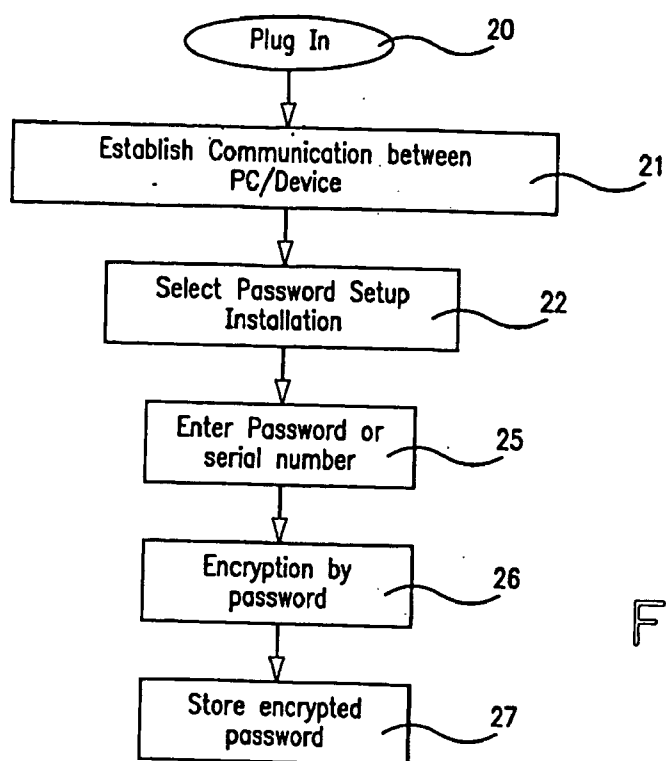 Plug In
20
Establish Communication between
PC/Device
21
Select Password Setup
Installation
22
Enter Password or
serial number
25
Encryption by
password
26
F
Store encrypted
password
27